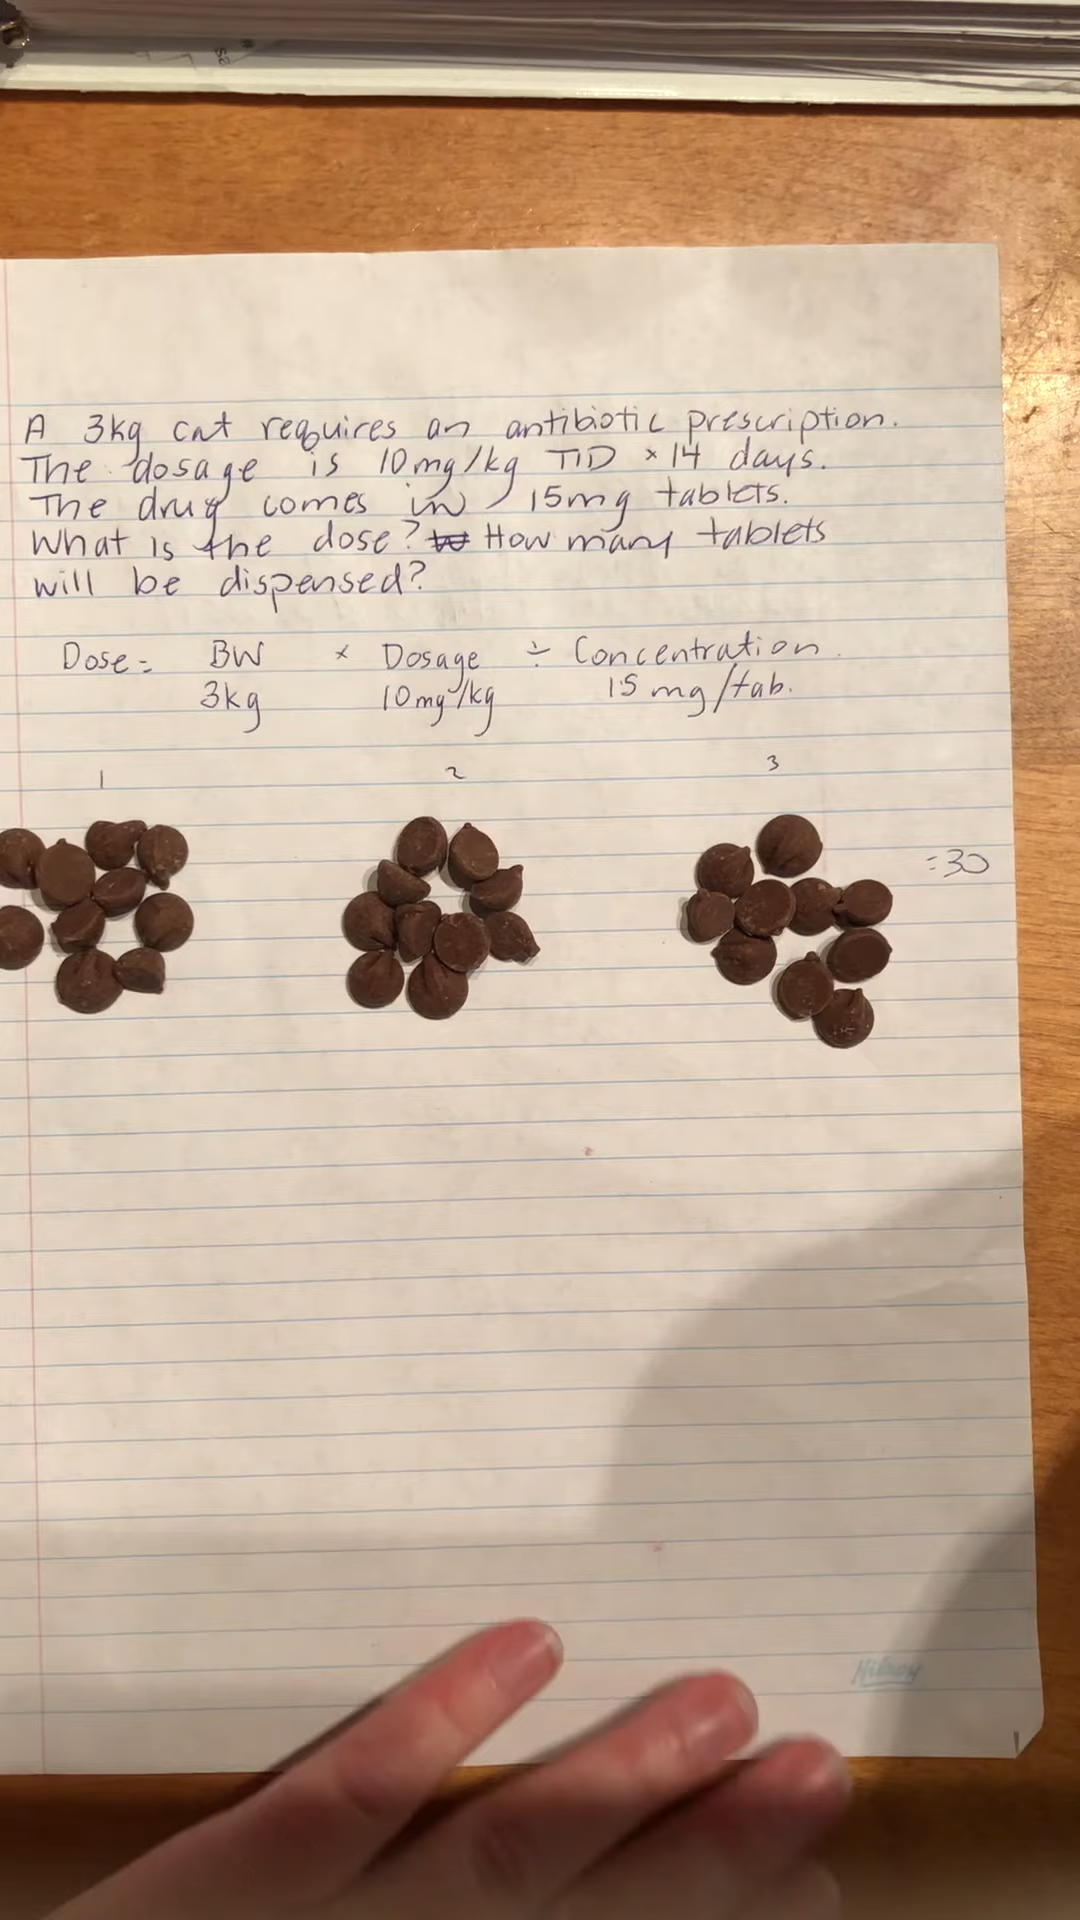 A 3kg cat requires an antibiotic prescription.
The dosage is 10mg/kg TID × 14 days.
The drug comes in 15mg tablets.
What is the dose? How many tablets
will be dispensed?
Dose = BW × Dosage ÷ Concentration.
3kg 10mg/kg 15mg/tab.
1 2 3
=30
Hilroy